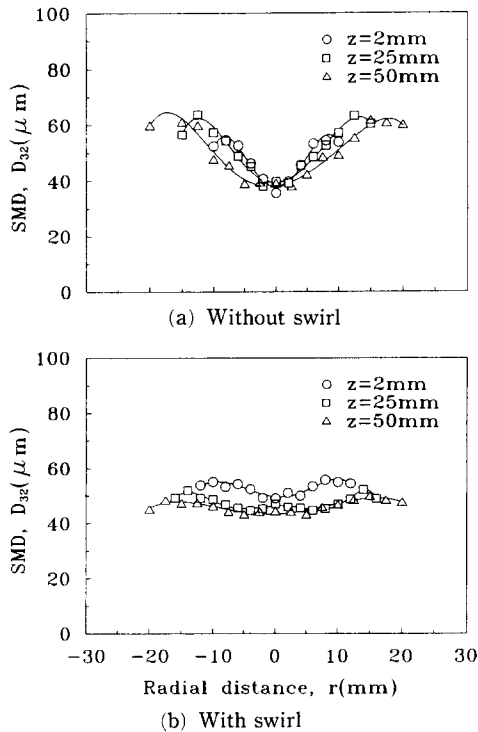 100
80
60
40
20
0
SMD, D32(μm)
z=2mm
z=25mm
z=50mm
(a) Without swirl
100
80
60
40
20
0
SMD, D32(μm)
z=2mm
z=25mm
z=50mm
-30 -20 -10 0 10 20 30
Radial distance, r(mm)
(b) With swirl